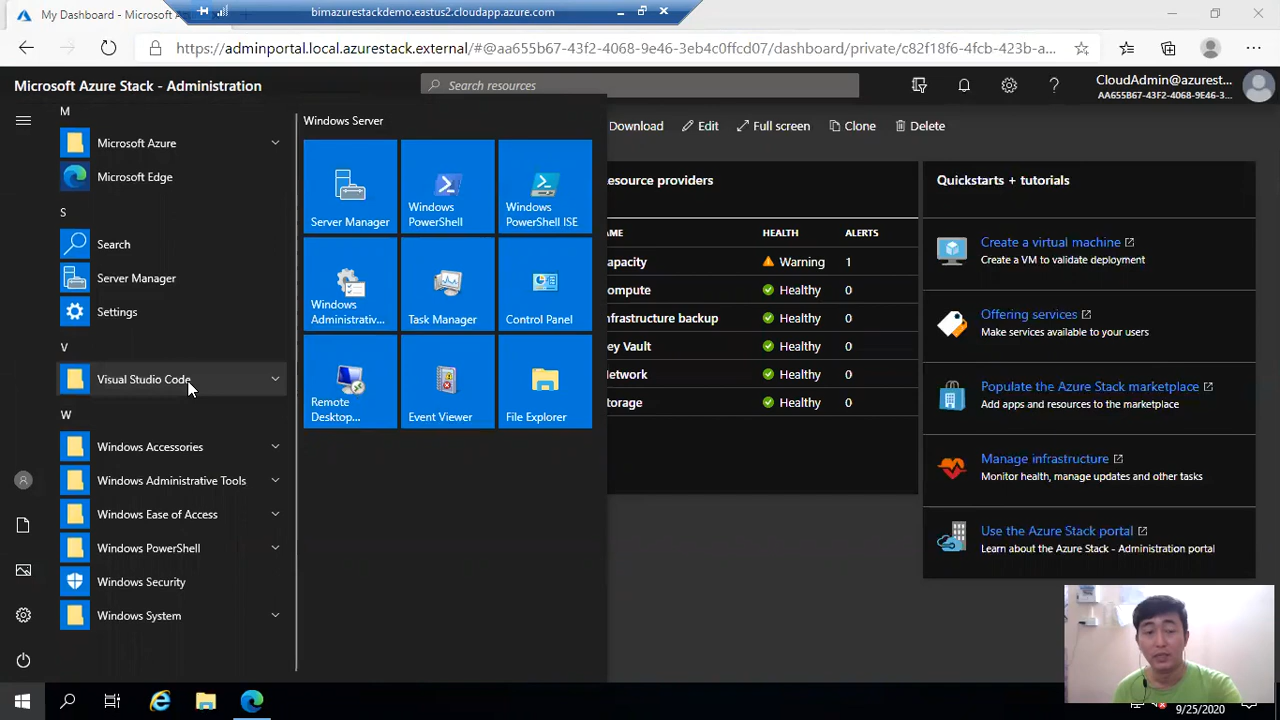 My Dashboard - Microsoft A
bimazurestackdemo.eastus2.cloudapp.azure.com
https://adminportal.local.azurestack.external/#@aa655b67-43f2-4068-9e46-3eb4c0ffcd07/dashboard/private/c82f18f6-4fcb-423b-a...
Microsoft Azure Stack - Administration
Search resources
CloudAdmin@azurest...
AA655B67-43F2-4068-9E46-3...
M
Microsoft Azure
Microsoft Edge
S
Search
Server Manager
Settings
V
Visual Studio Code
W
Windows Accessories
Windows Administrative Tools
Windows Ease of Access
Windows PowerShell
Windows Security
Windows System
Windows Server
Server Manager
Windows PowerShell
Windows PowerShell ISE
Windows Administrativ...
Task Manager
Control Panel
Remote Desktop...
Event Viewer
File Explorer
Download
Edit
Full screen
Clone
Delete
esource providers
AME
HEALTH
ALERTS
apacity
Warning
1
ompute
Healthy
0
nfrastructure backup
Healthy
0
ey Vault
Healthy
0
etwork
Healthy
0
torage
Healthy
0
Quickstarts + tutorials
Create a virtual machine
Create a VM to validate deployment
Offering services
Make services available to your users
Populate the Azure Stack marketplace
Add apps and resources to the marketplace
Manage infrastructure
Monitor health, manage updates and other tasks
Use the Azure Stack portal
Learn about the Azure Stack - Administration portal
9/25/2020